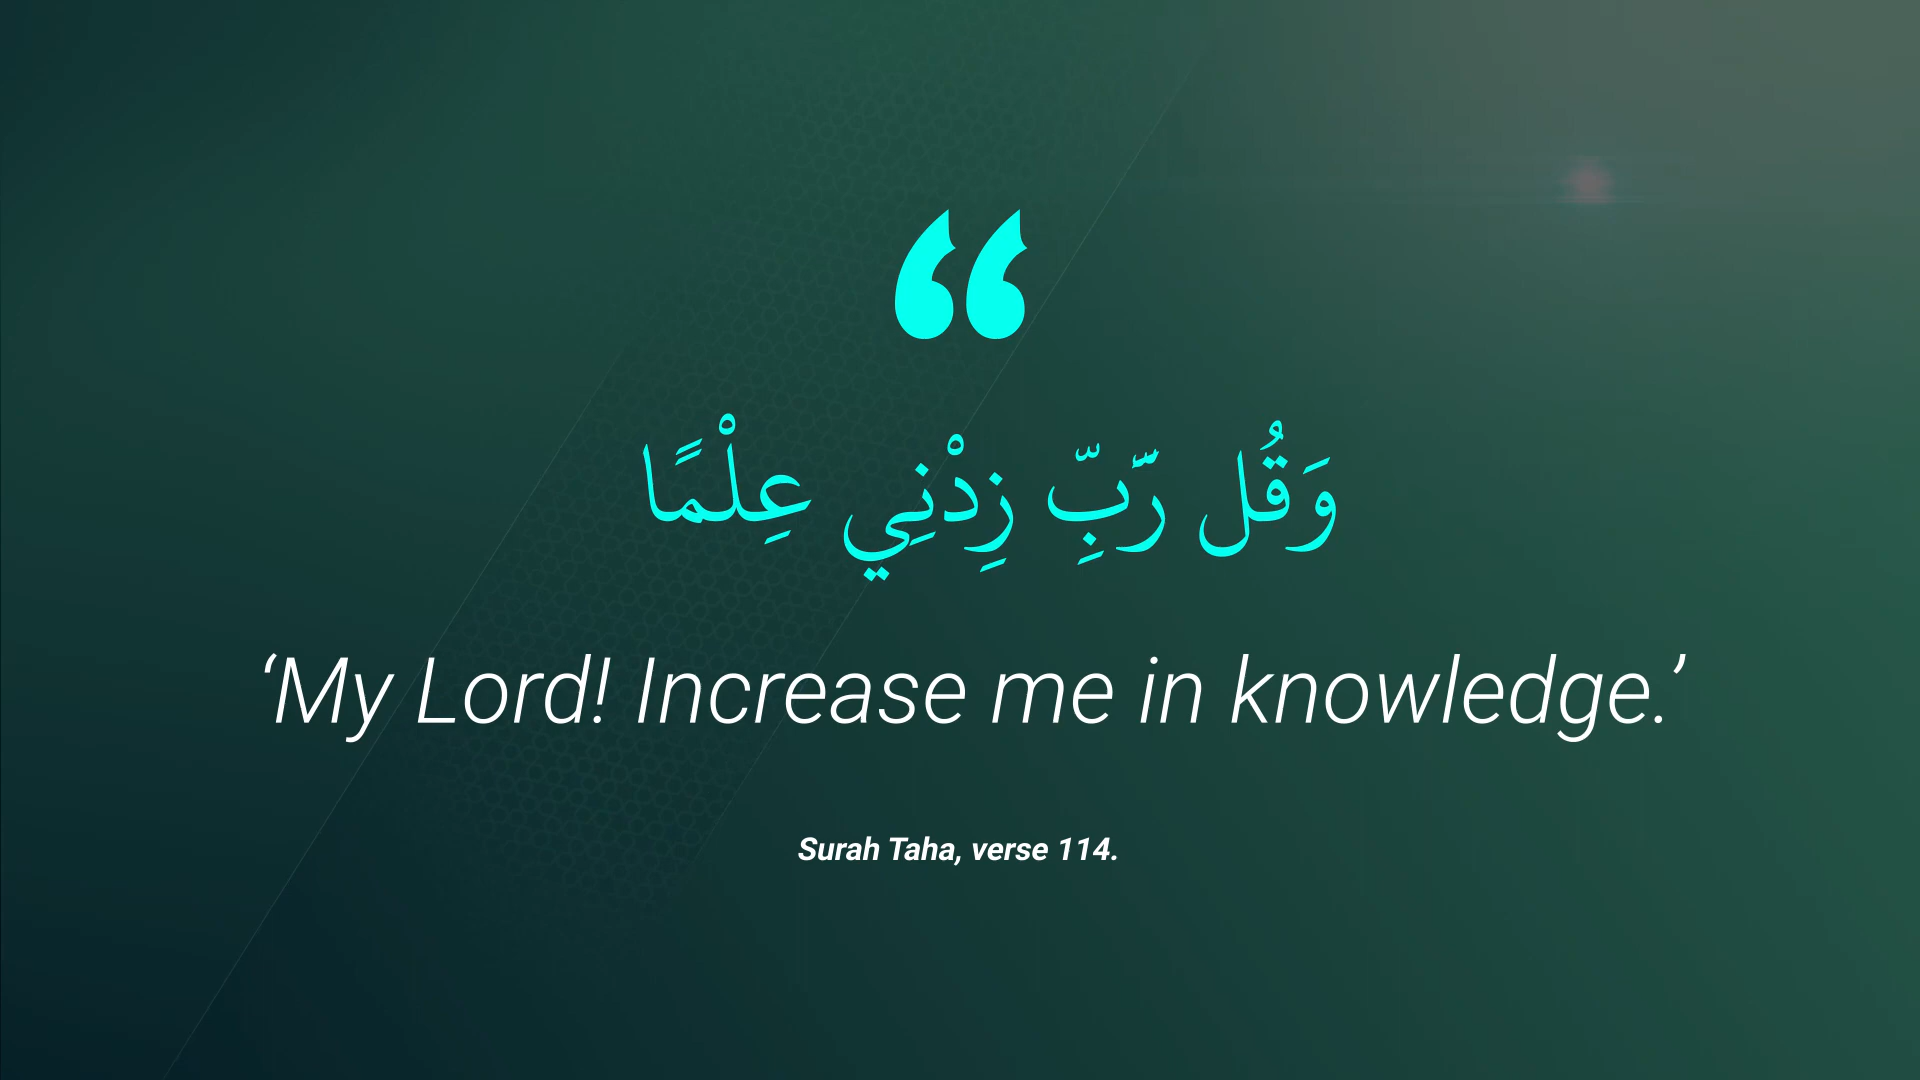 “
وَقُل رَّبِّ زِدْنِي عِلْمًا
‘My Lord! Increase me in knowledge.’
Surah Taha, verse 114.